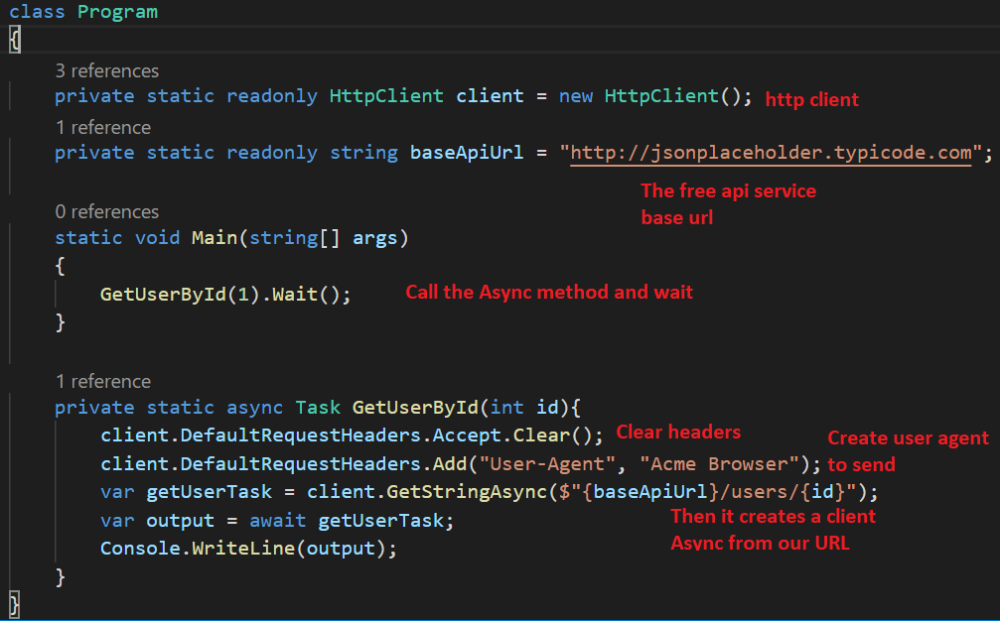 class Program
{
3 references
private static readonly HttpClient client = new HttpClient(); http client
1 reference
private static readonly string baseApiUrl = "http://jsonplaceholder.typicode.com";
The free api service
base url
0 references
static void Main(string[] args)
{
GetUserById(1).Wait(); Call the Async method and wait
}
1 reference
private static async Task GetUserById(int id){
client.DefaultRequestHeaders.Accept.Clear(); Clear headers
Create user agent
client.DefaultRequestHeaders.Add("User-Agent", "Acme Browser"); to send
var getUserTask = client.GetStringAsync($"{baseApiUrl}/users/{id}");
var output = await getUserTask;
Then it creates a client
Async from our URL
Console.WriteLine(output);
}
}